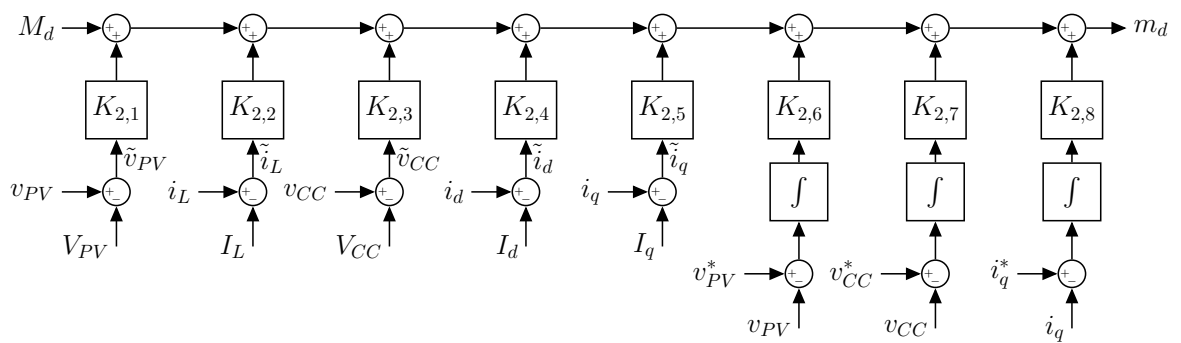 M_d + + + + + + + + + + + + + + + + m_d
K_{2,1} K_{2,2} K_{2,3} K_{2,4} K_{2,5} K_{2,6} K_{2,7} K_{2,8}
ṽ_{PV} ĩ_L ṽ_{CC} ĩ_d ĩ_q
v_{PV} + − i_L + − v_{CC} + − i_d + − i_q + − ∫ ∫ ∫
V_{PV} I_L V_{CC} I_d I_q
v*_{PV} + − v*_{CC} + − i*_q + −
v_{PV} v_{CC} i_q